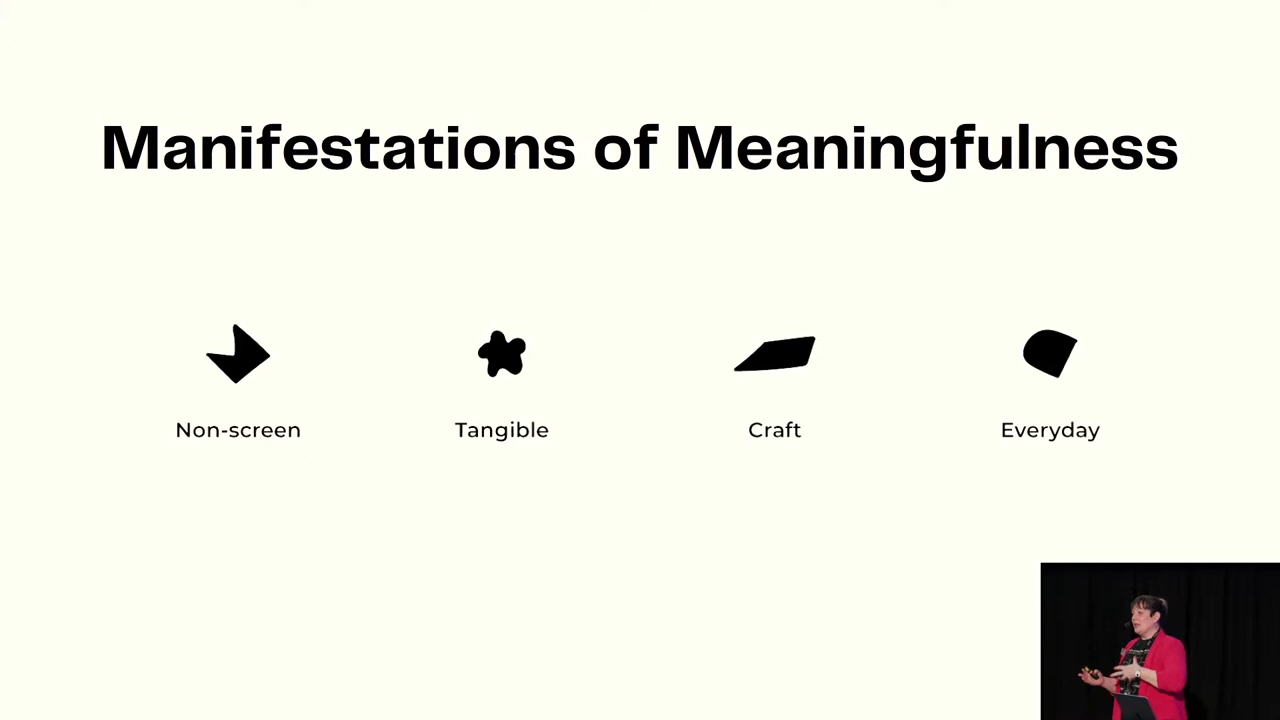 Manifestations of Meaningfulness
Non-screen
Tangible
Craft
Everyday